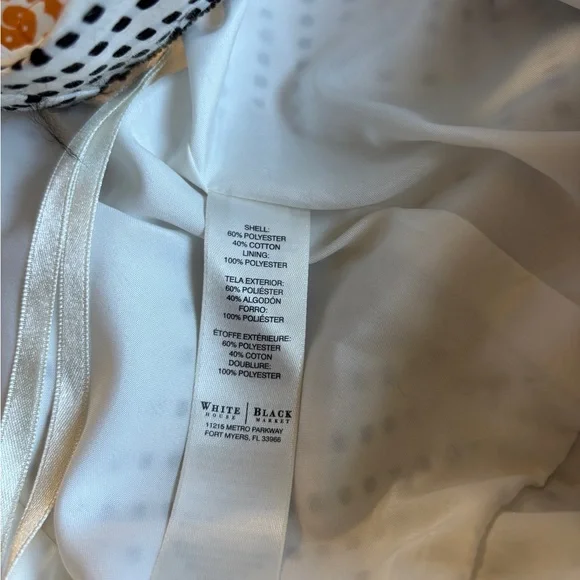 SHELL:
60% POLYESTER
40% COTTON
LINING:
100% POLYESTER
TELA EXTERIOR:
60% POLIÉSTER
40% ALGODÓN
FORRO:
100% POLIÉSTER
ÉTOFFE EXTÉRIEURE:
60% POLYESTER
40% COTON
DOUBLURE:
100% POLYESTER
WHITE | BLACK
HOUSE | MARKET
11215 METRO PARKWAY
FORT MYERS, FL 33966